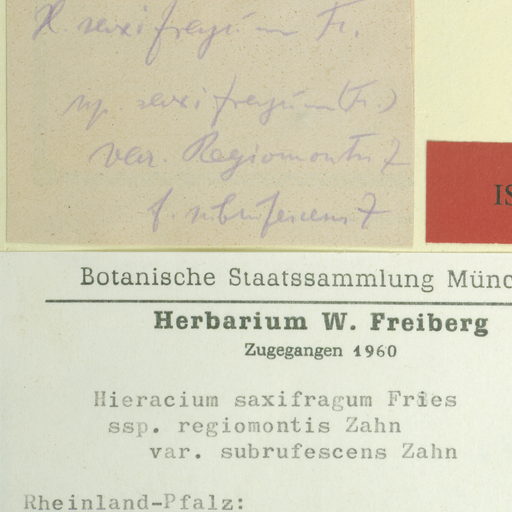 H. saxifragum Fr.
ssp. saxifragum (Fr.)
var. Regiomontis Z
f. subrufescens Z
IS
Botanische Staatssammlung Münc
Herbarium W. Freiberg
Zugegangen 1960
Hieracium saxifragum Fries
ssp. regiomontis Zahn
var. subrufescens Zahn
Rheinland-Pfalz: